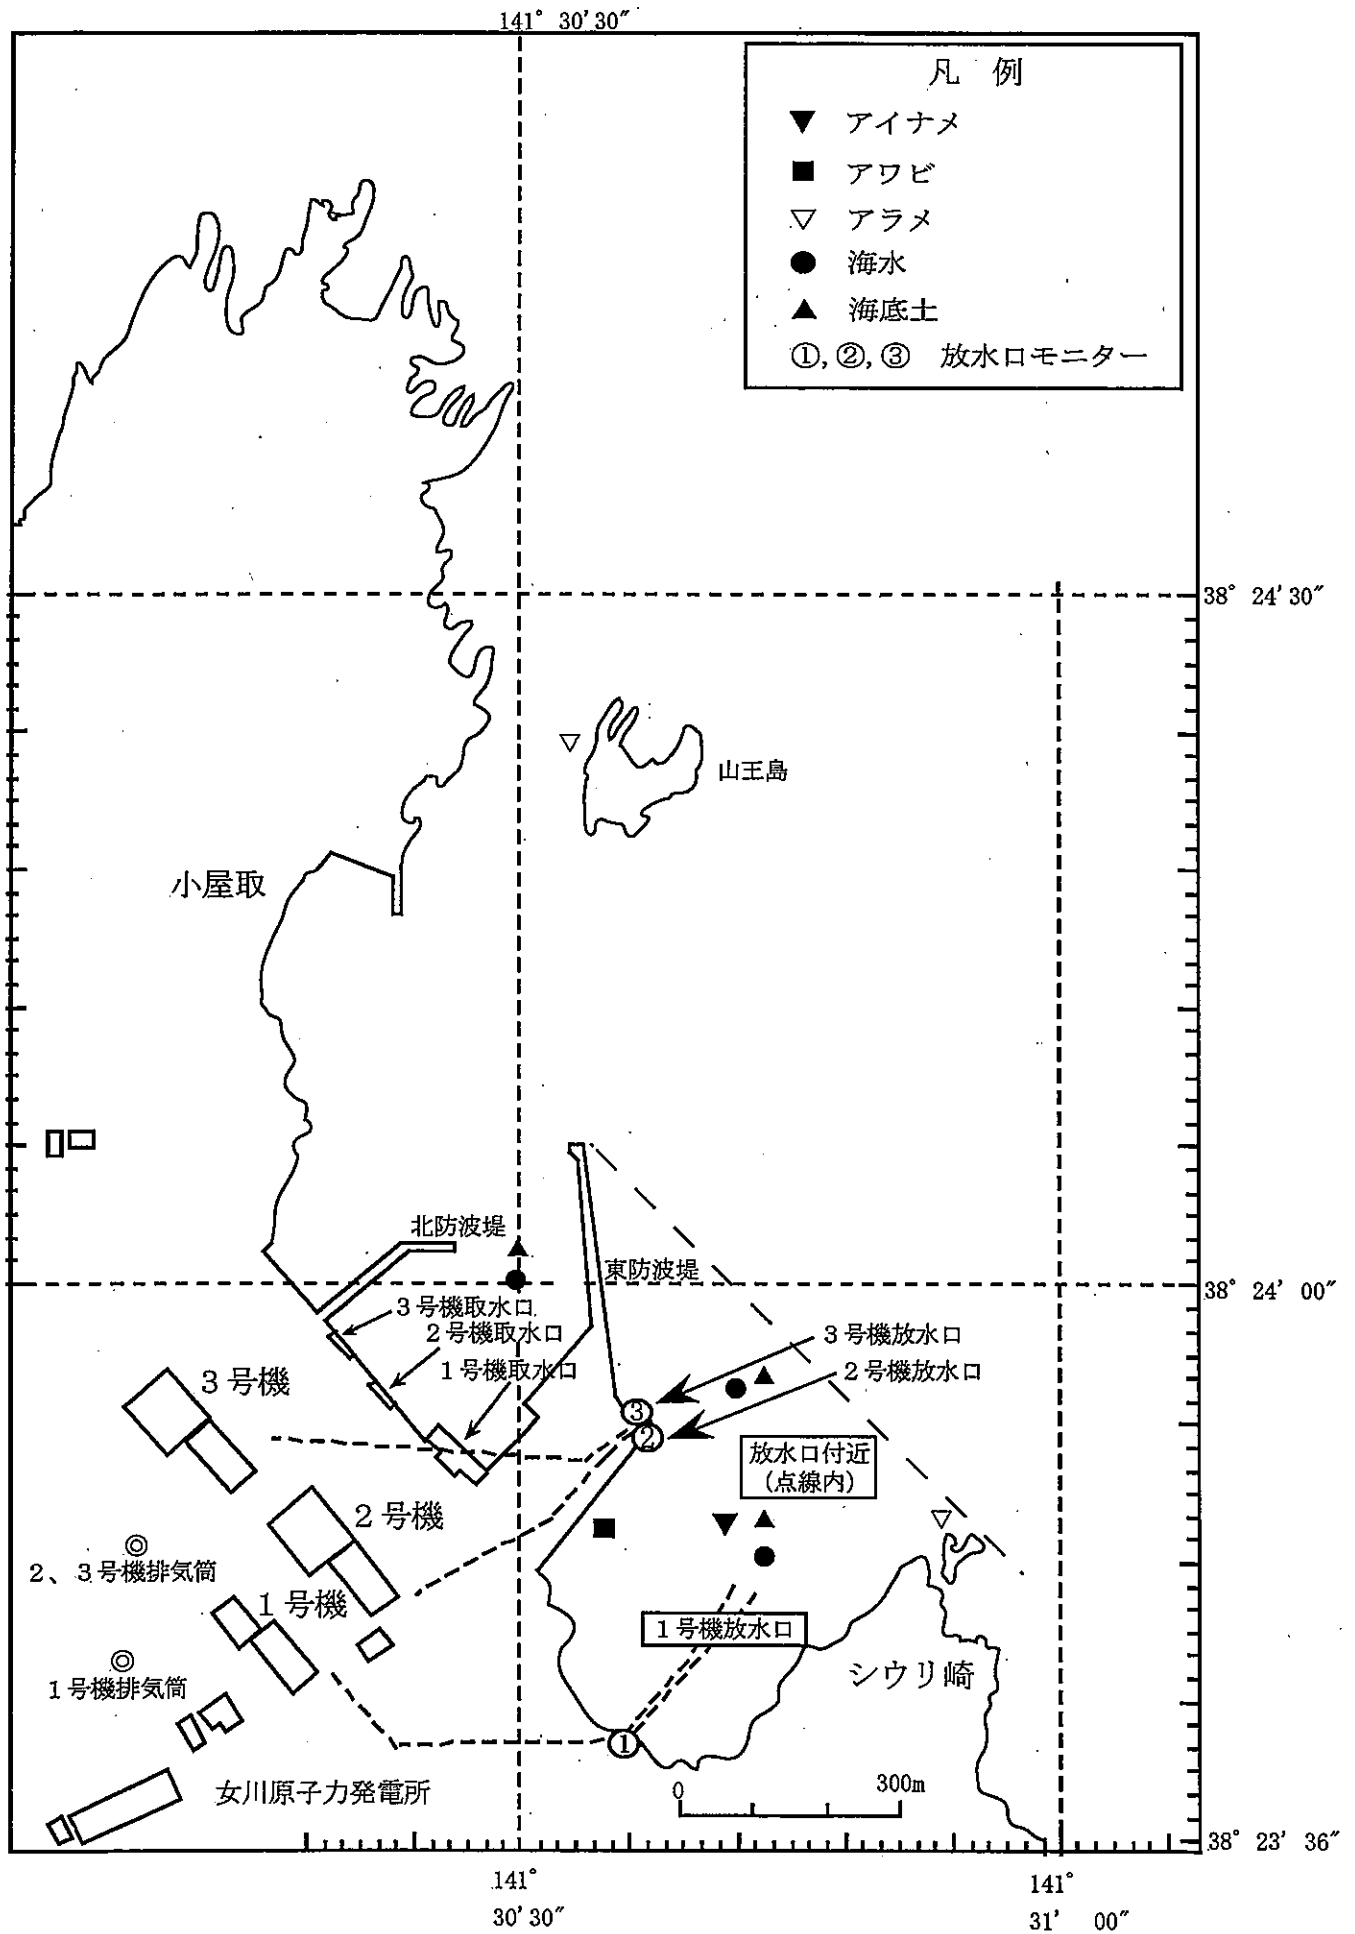 141° 30′30″
凡 例
▼ アイナメ
■ アワビ
▽ アラメ
● 海水
▲ 海底土
①,②,③ 放水口モニター
38° 24′30″
山王島
小屋取
北防波堤
東防波堤
38° 24′00″
3号機取水口
2号機取水口
1号機取水口
3号機放水口
2号機放水口
3号機
③
②
放水口付近
(点線内)
2号機
2、3号機排気筒
1号機
1号機放水口
シウリ崎
1号機排気筒
①
女川原子力発電所
0 300m
38° 23′36″
141°
30′30″
141°
31′ 00″